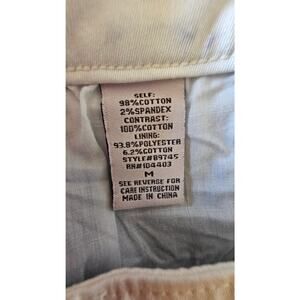 SELF:
98%COTTON
2%SPANDEX
CONTRAST:
100%COTTON
LINING:
93.8%POLYESTER
6.2%COTTON
STYLE#89745
RN#104403
M
SEE REVERSE FOR
CARE INSTRUCTION
MADE IN CHINA